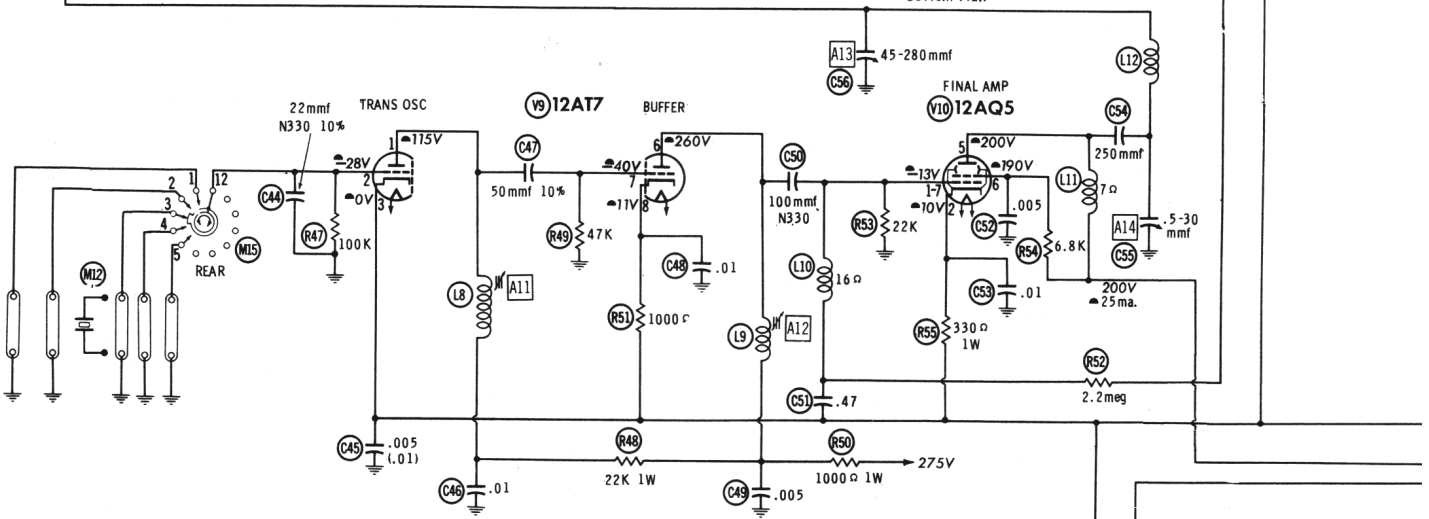 A13
45-280mmf
C56
L12
FINAL AMP
V10 12AQ5
C54
250mmf
22mmf
N330 10%
TRANS OSC
V9 12AT7
BUFFER
1
115V
C47
50mmf 10%
6
260V
C50
100mmf
N330
5
200V
190V
6
-28V
2
0V
3
-40V
7
11V
8
-13V
1-7
10V
2
1
12
2
3
4
5
REAR
M15
M12
C44
R47
100K
R49
47K
C48
.01
R51
1000Ω
L8
A11
L9
A12
L10
16Ω
R53
22K
C52
.005
R54
6.8K
L11
7Ω
A14
C55
.5-30
mmf
C53
.01
R55
330Ω
1W
200V
25ma.
R52
2.2meg
C51
.47
C45
.005
(.01)
C46
.01
R48
22K 1W
C49
.005
R50
1000Ω 1W
275V